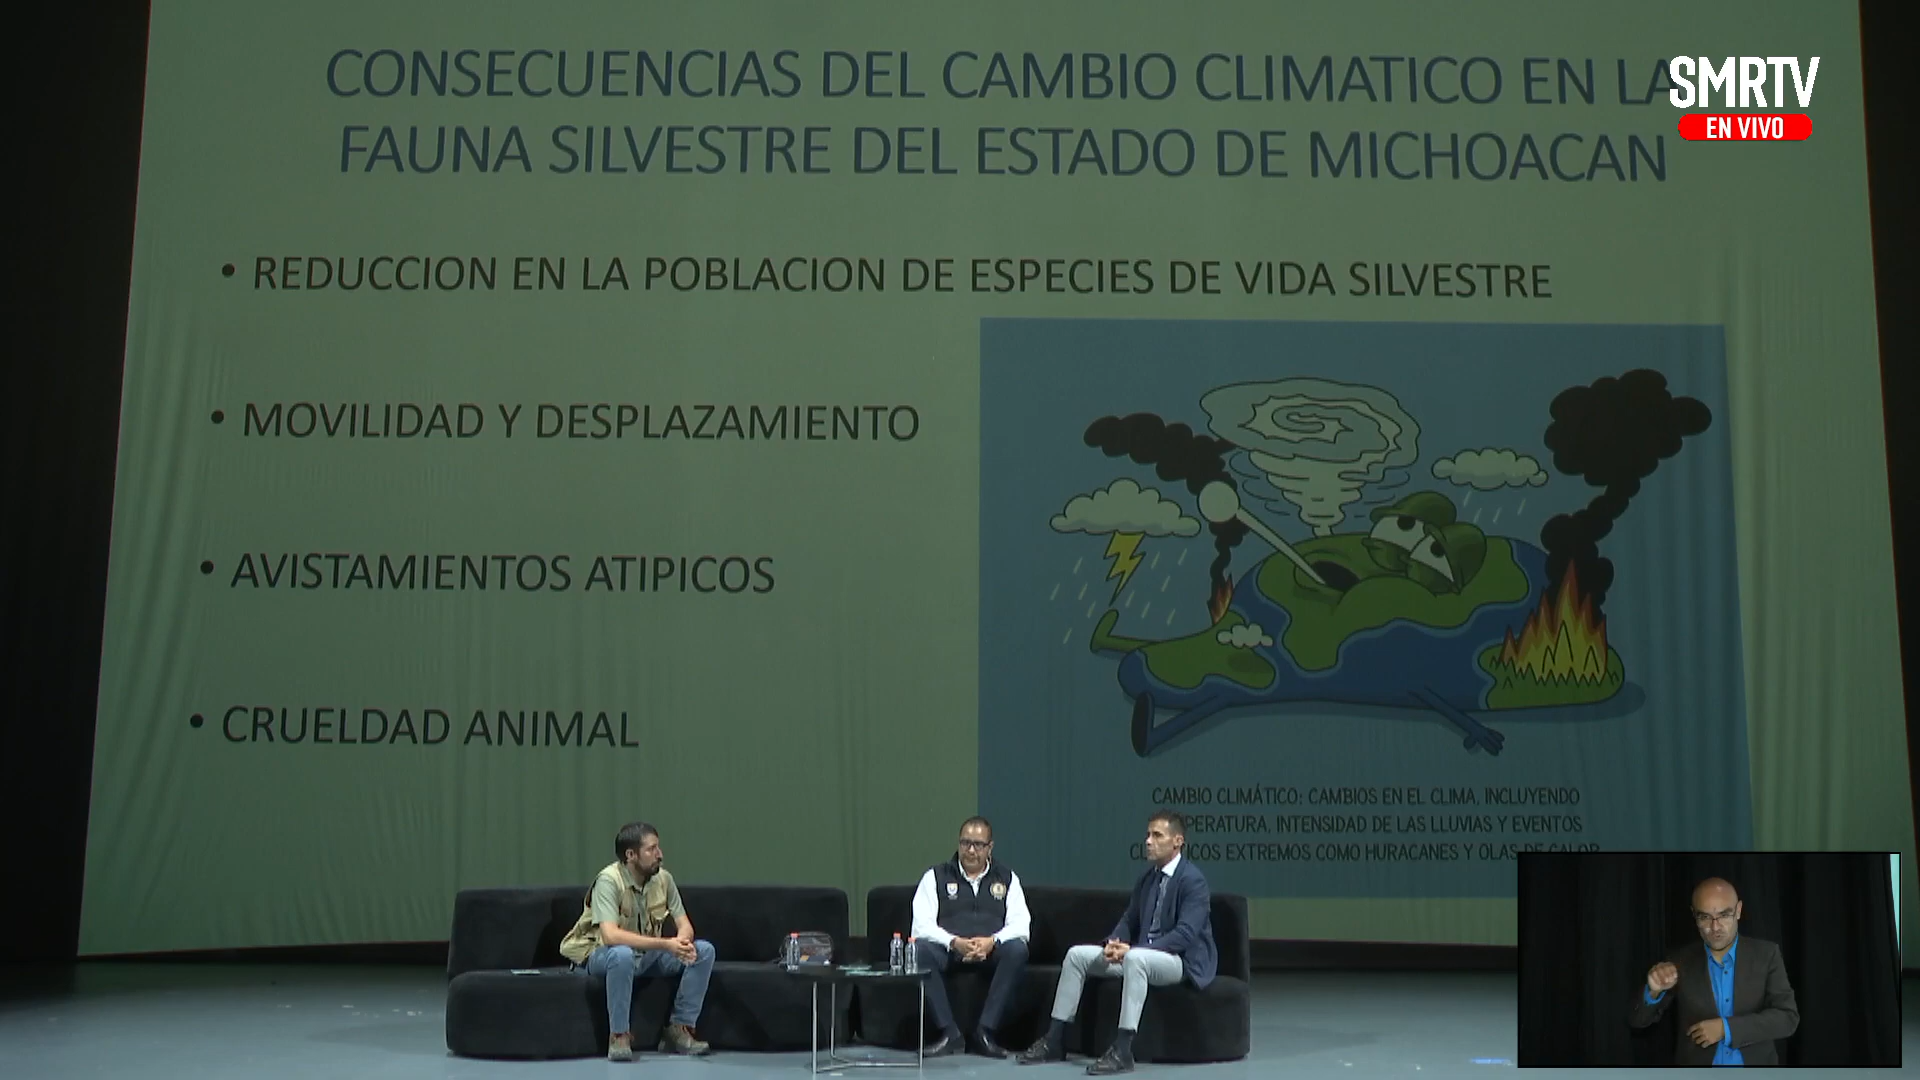 CONSECUENCIAS DEL CAMBIO CLIMATICO EN LA
FAUNA SILVESTRE DEL ESTADO DE MICHOACAN
SMRTV
EN VIVO
• REDUCCION EN LA POBLACION DE ESPECIES DE VIDA SILVESTRE
• MOVILIDAD Y DESPLAZAMIENTO
• AVISTAMIENTOS ATIPICOS
• CRUELDAD ANIMAL
CAMBIO CLIMÁTICO: CAMBIOS EN EL CLIMA, INCLUYENDO
INTENSIDAD DE LAS LLUVIAS Y EVENTOS
EXTREMOS COMO HURACANES Y OLAS DE CALOR